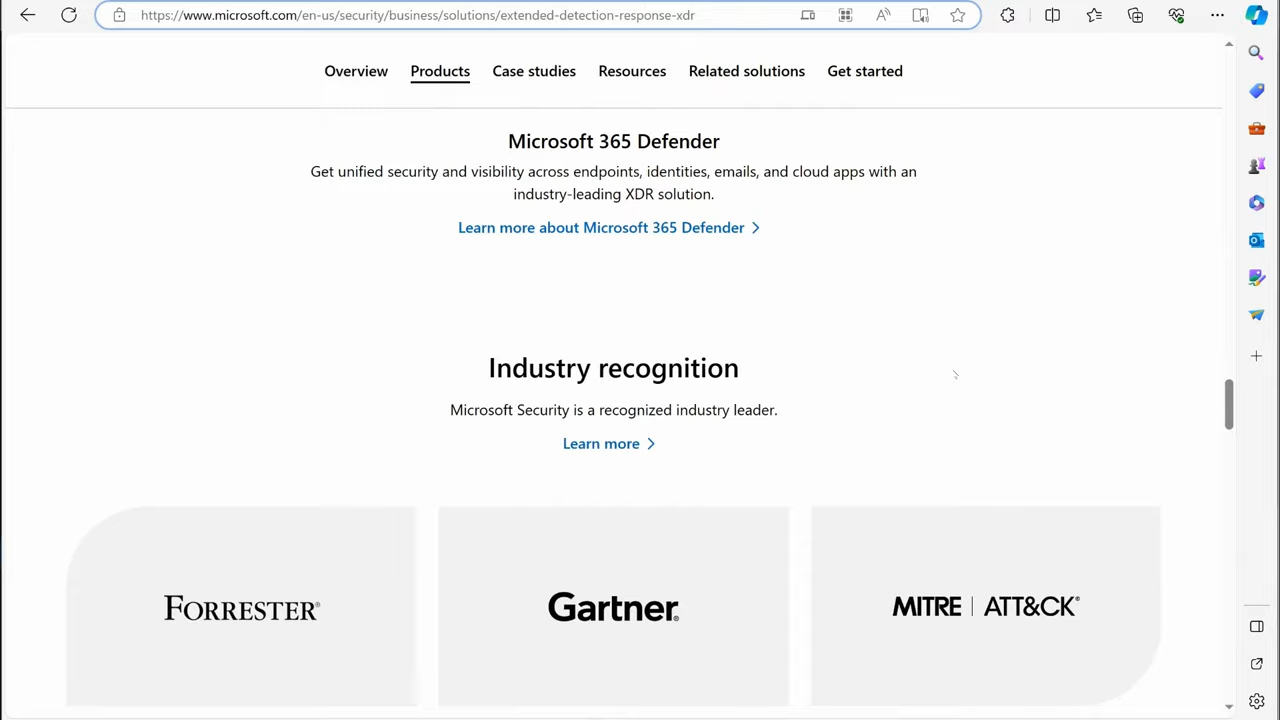 https://www.microsoft.com/en-us/security/business/solutions/extended-detection-response-xdr
Overview Products Case studies Resources Related solutions Get started
Microsoft 365 Defender
Get unified security and visibility across endpoints, identities, emails, and cloud apps with an
industry-leading XDR solution.
Learn more about Microsoft 365 Defender
Industry recognition
Microsoft Security is a recognized industry leader.
Learn more
FORRESTER®
Gartner®
MITRE | ATT&CK®